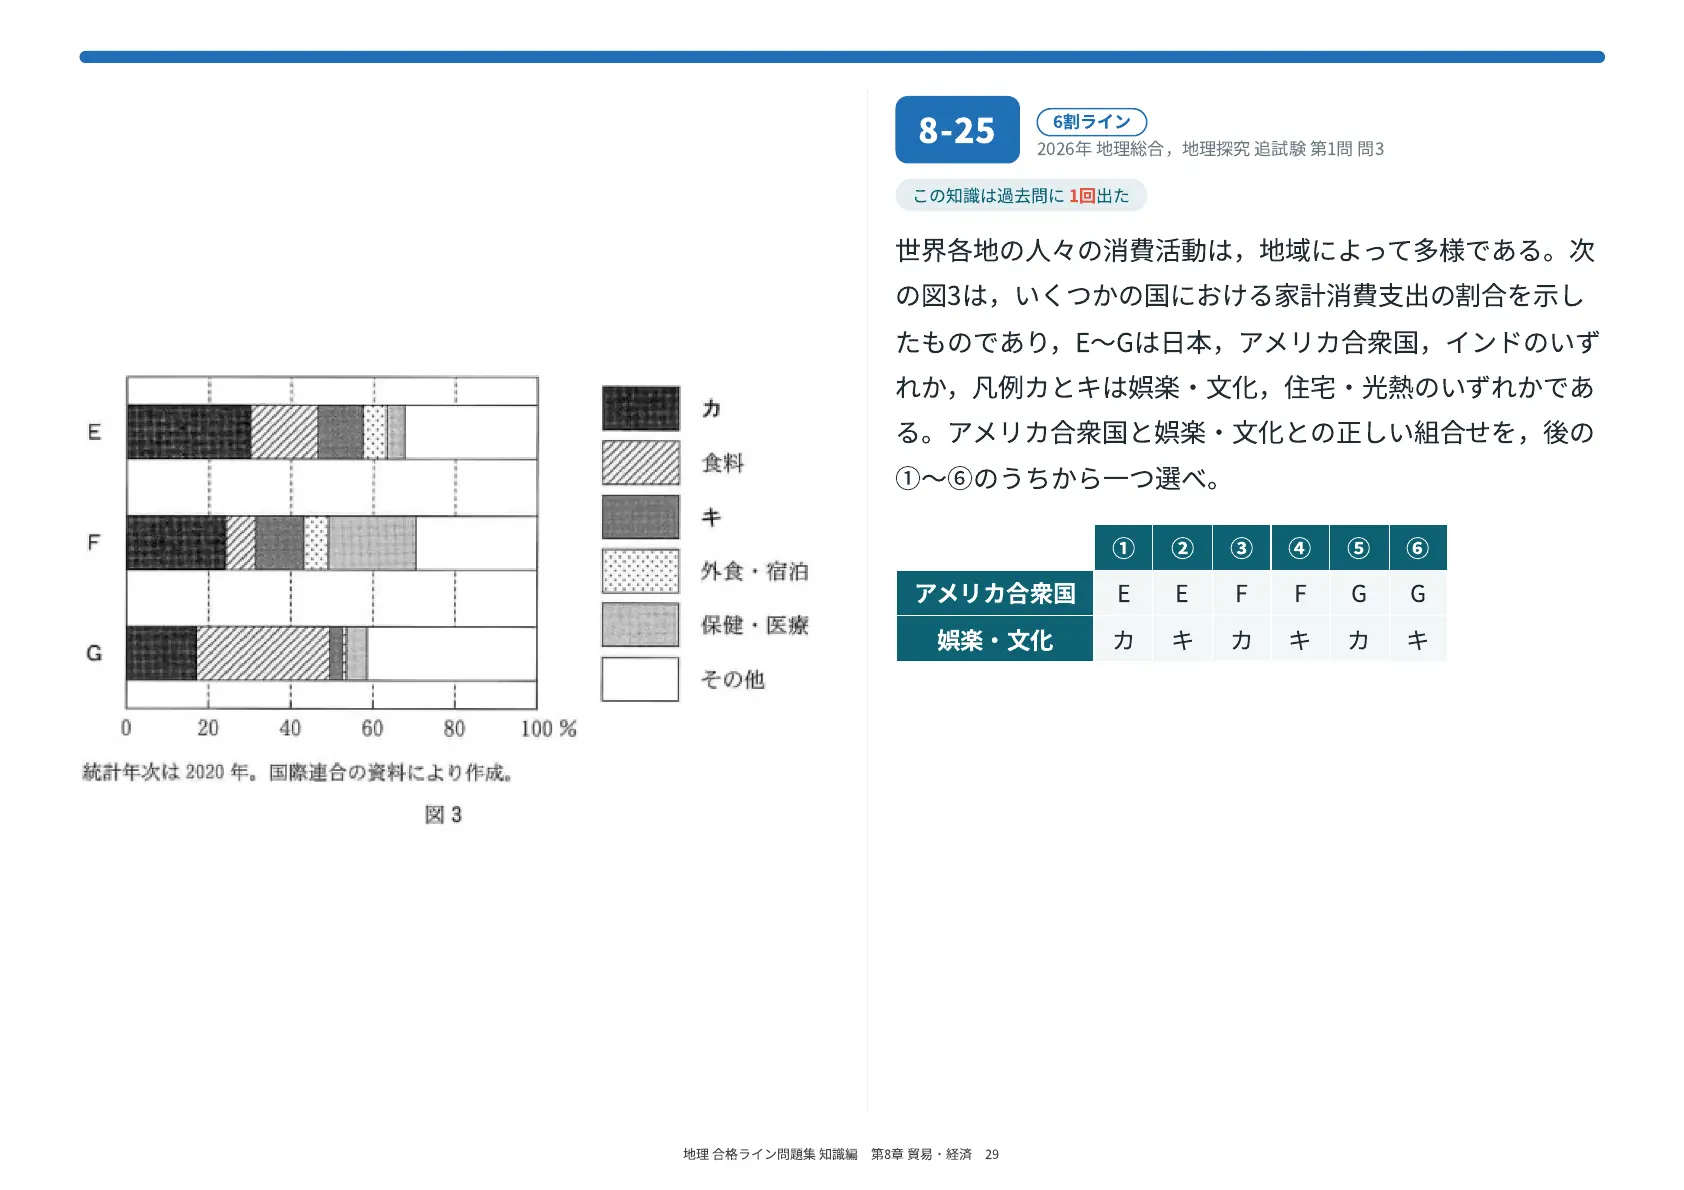 8-25
6割ライン
2026年 地理総合，地理探究 追試験 第1問 問3
この知識は過去問に 1回出た
世界各地の人々の消費活動は，地域によって多様である。次
の図3は，いくつかの国における家計消費支出の割合を示し
たものであり，E〜Gは日本，アメリカ合衆国，インドのいず
れか，凡例カとキは娯楽・文化，住宅・光熱のいずれかであ
る。アメリカ合衆国と娯楽・文化との正しい組合せを，後の
①〜⑥のうちから一つ選べ。
① ② ③ ④ ⑤ ⑥
アメリカ合衆国 E E F F G G
娯楽・文化 カ キ カ キ カ キ
E
F
G
0 20 40 60 80 100 %
カ
食料
キ
外食・宿泊
保健・医療
その他
統計年次は 2020 年。国際連合の資料により作成。
図 3
地理 合格ライン問題集 知識編 第8章 貿易・経済 29